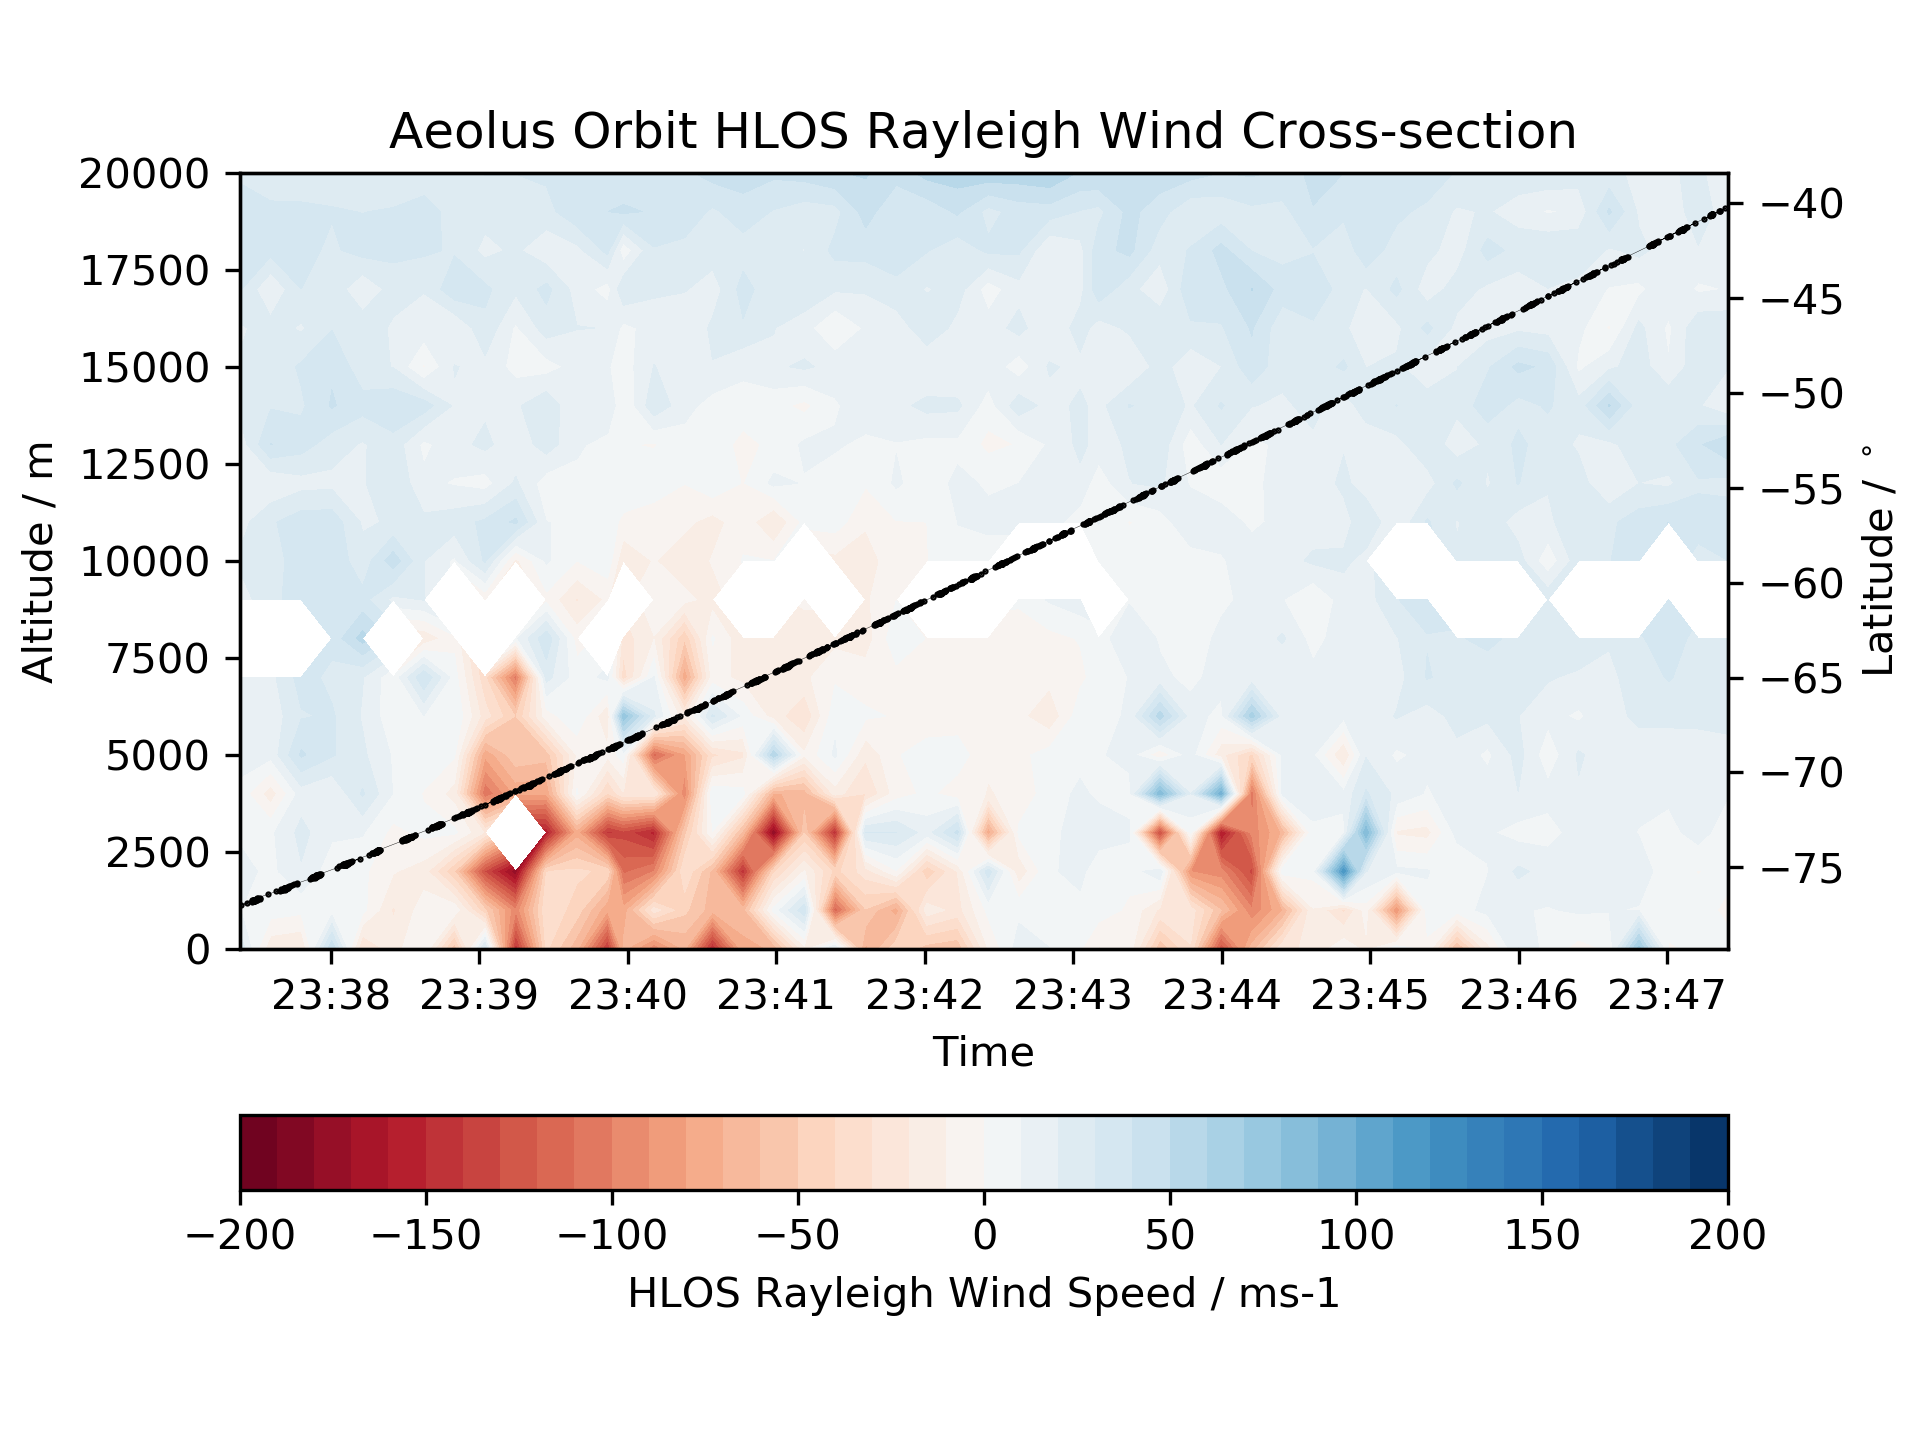 Aeolus Orbit HLOS Rayleigh Wind Cross-section
20000
17500
15000
12500
10000
7500
5000
2500
0
Altitude / m
−40
−45
−50
−55
−60
−65
−70
−75
Latitude / °
23:38 23:39 23:40 23:41 23:42 23:43 23:44 23:45 23:46 23:47
Time
−200 −150 −100 −50 0 50 100 150 200
HLOS Rayleigh Wind Speed / ms-1